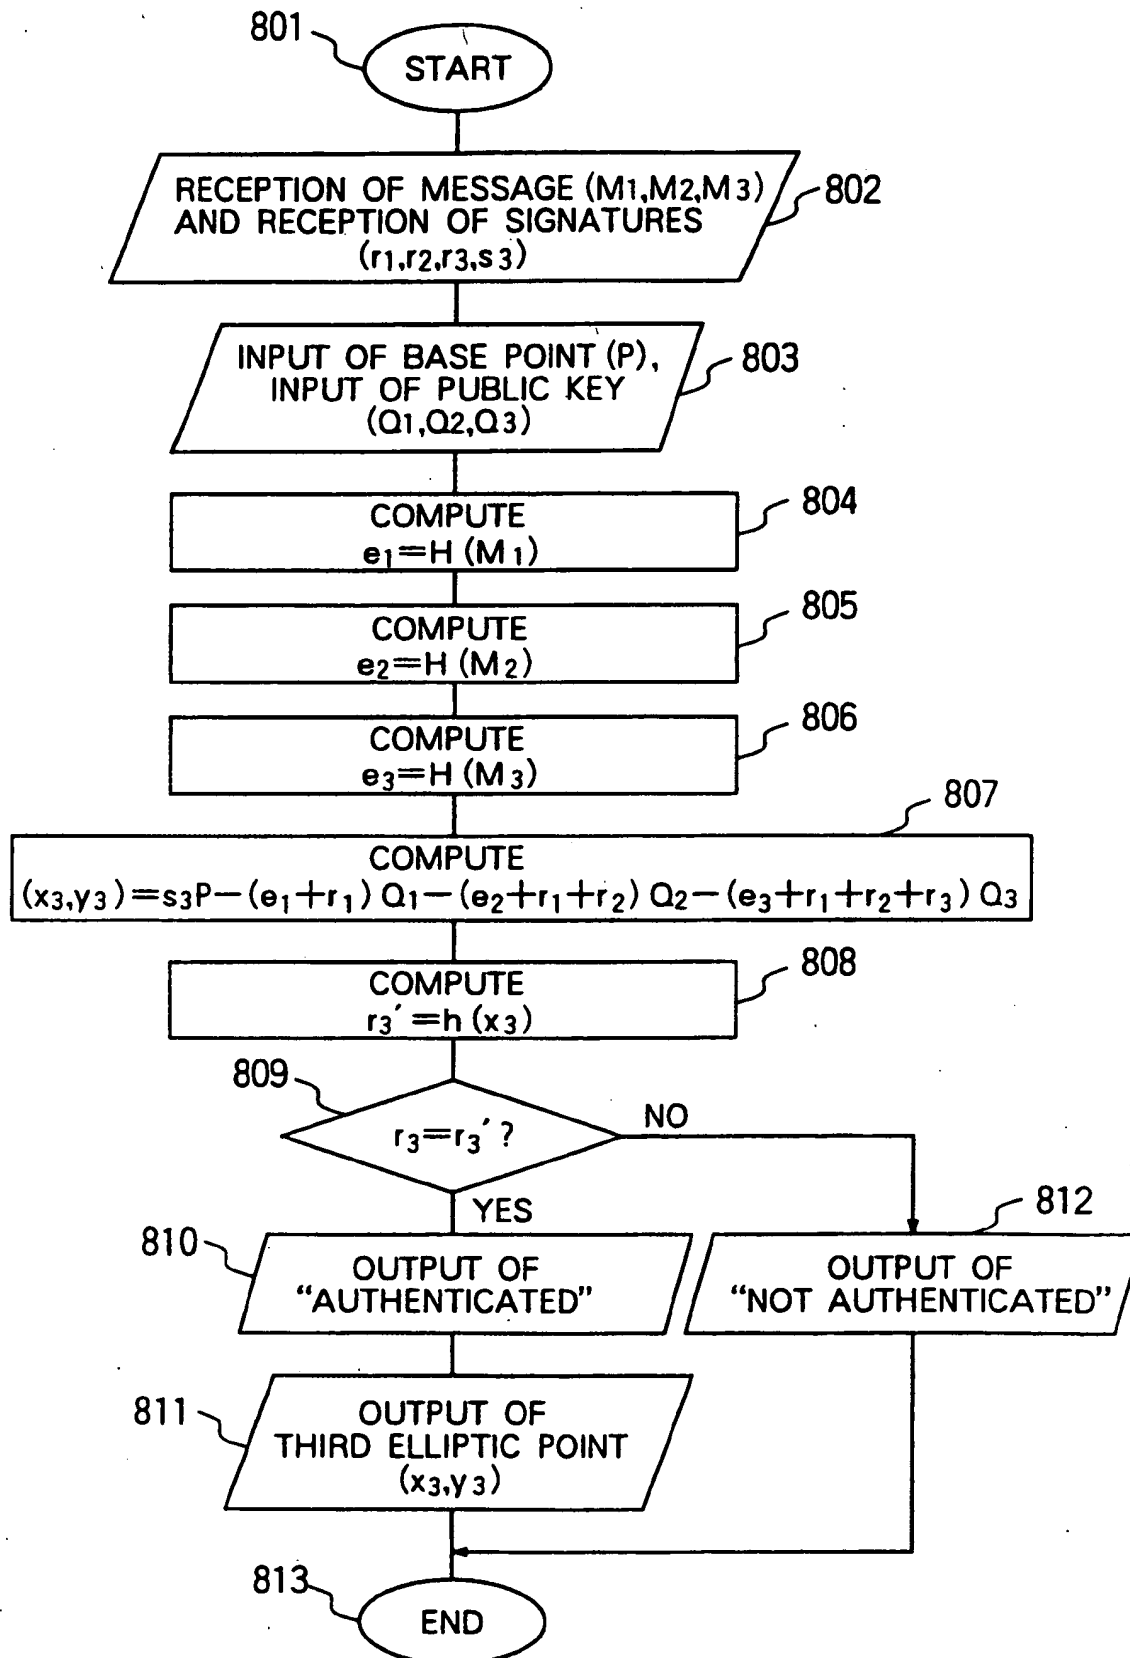 801
START
RECEPTION OF MESSAGE (M1,M2,M3)
AND RECEPTION OF SIGNATURES
(r1,r2,r3,s3)
802
INPUT OF BASE POINT (P),
INPUT OF PUBLIC KEY
(Q1,Q2,Q3)
803
COMPUTE
e1=H(M1)
804
COMPUTE
e2=H(M2)
805
COMPUTE
e3=H(M3)
806
807
COMPUTE
(x3,y3)=s3P-(e1+r1)Q1-(e2+r1+r2)Q2-(e3+r1+r2+r3)Q3
COMPUTE
r3'=h(x3)
808
809
r3=r3'?
NO
YES
810
OUTPUT OF
“AUTHENTICATED”
812
OUTPUT OF
“NOT AUTHENTICATED”
811
OUTPUT OF
THIRD ELLIPTIC POINT
(x3,y3)
813
END